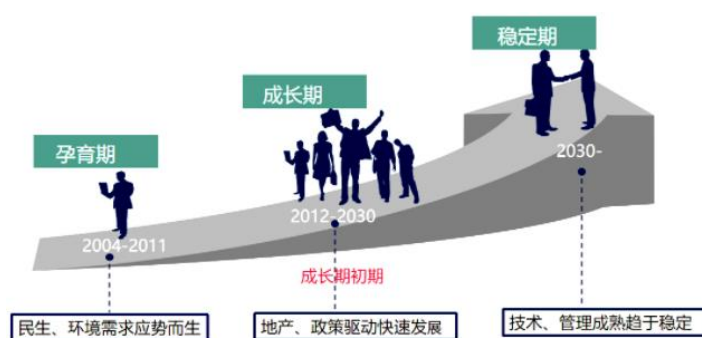 稳定期
成长期
孕育期
2030-
2012-2030
2004-2011
成长期初期
民生、环境需求应势而生
地产、政策驱动快速发展
技术、管理成熟趋于稳定